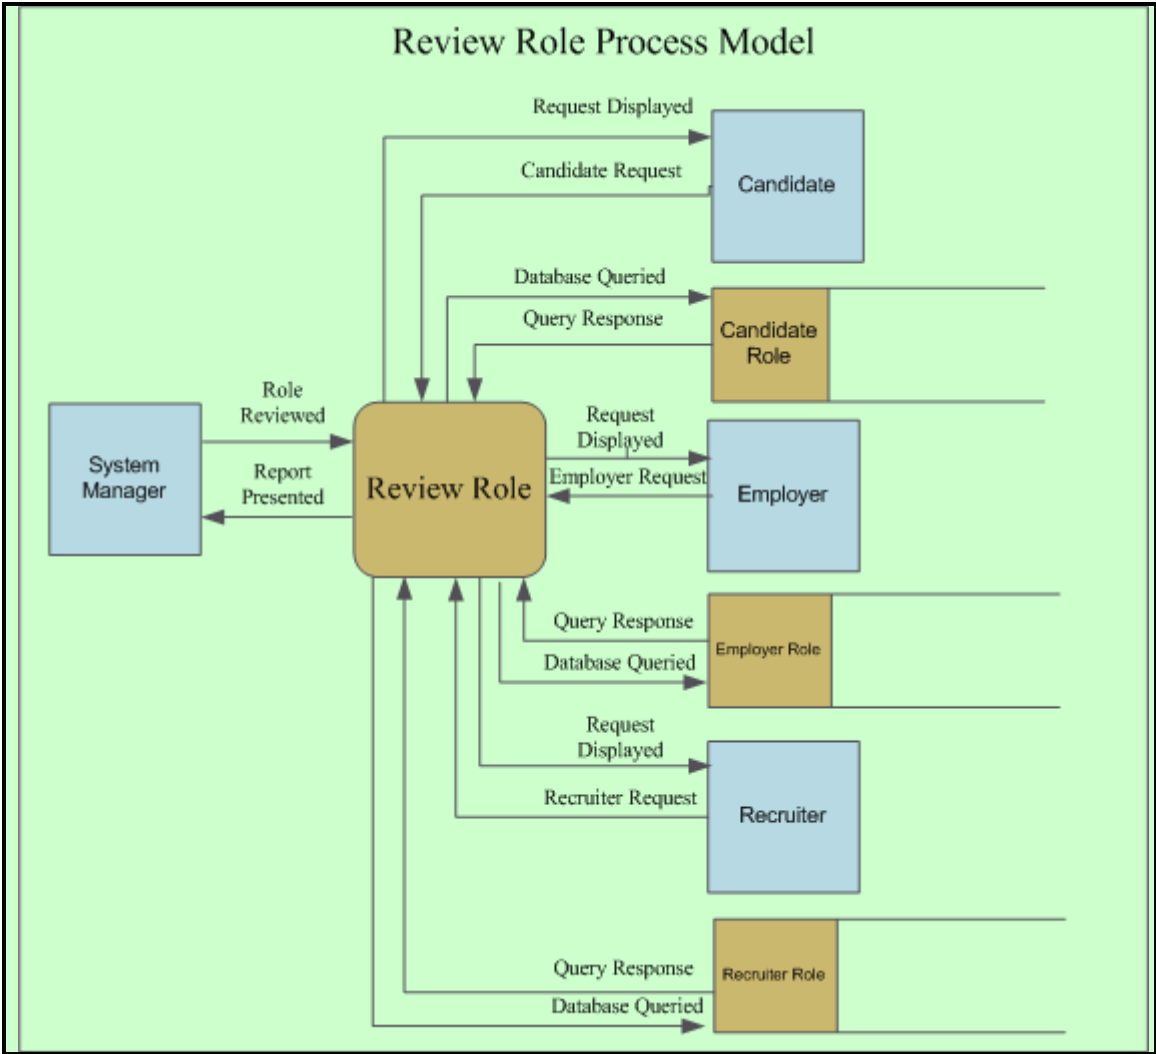 Review Role Process Model
Request Displayed
Candidate Request
Candidate
Database Queried
Query Response
Candidate
Role
Role
Reviewed
Report
Presented
System
Manager
Review Role
Request
Displayed
Employer Request
Employer
Query Response
Database Queried
Employer Role
Request
Displayed
Recruiter Request
Recruiter
Query Response
Database Queried
Recruiter Role